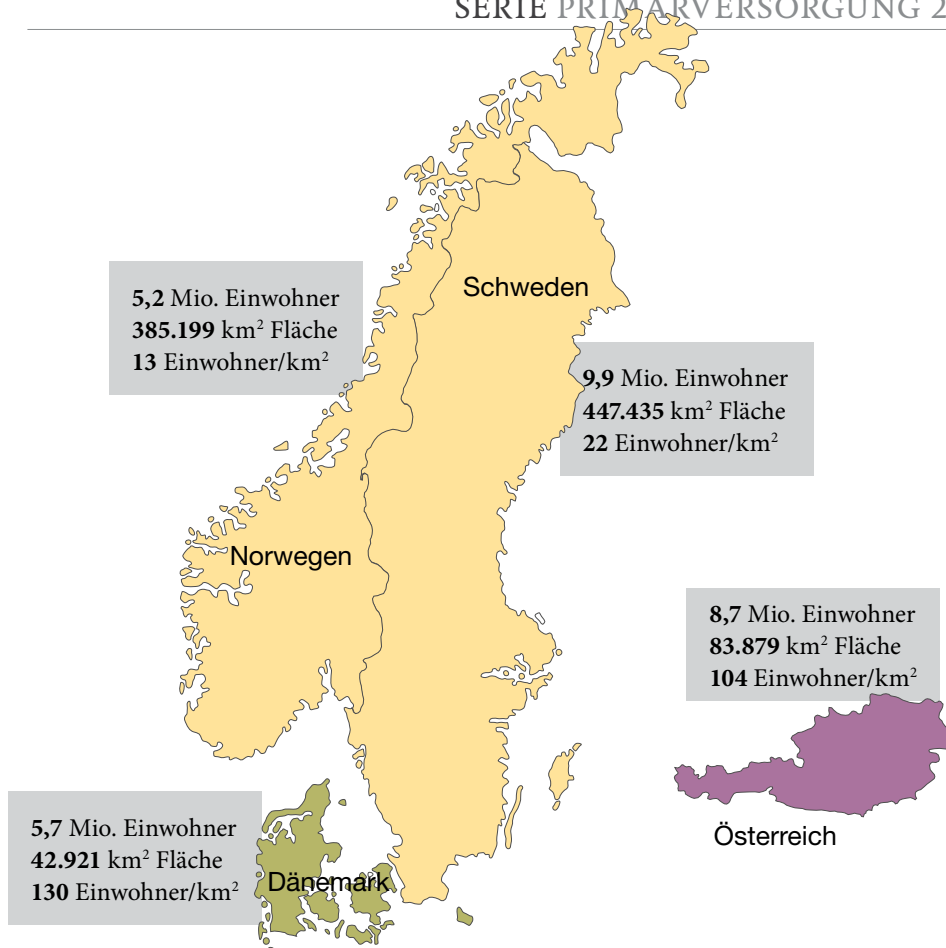 SERIE PRIMÄRVERSORGUNG 2
Schweden
5,2 Mio. Einwohner
385.199 km² Fläche
13 Einwohner/km²
9,9 Mio. Einwohner
447.435 km² Fläche
22 Einwohner/km²
Norwegen
8,7 Mio. Einwohner
83.879 km² Fläche
104 Einwohner/km²
Österreich
5,7 Mio. Einwohner
42.921 km² Fläche
130 Einwohner/km²
Dänemark